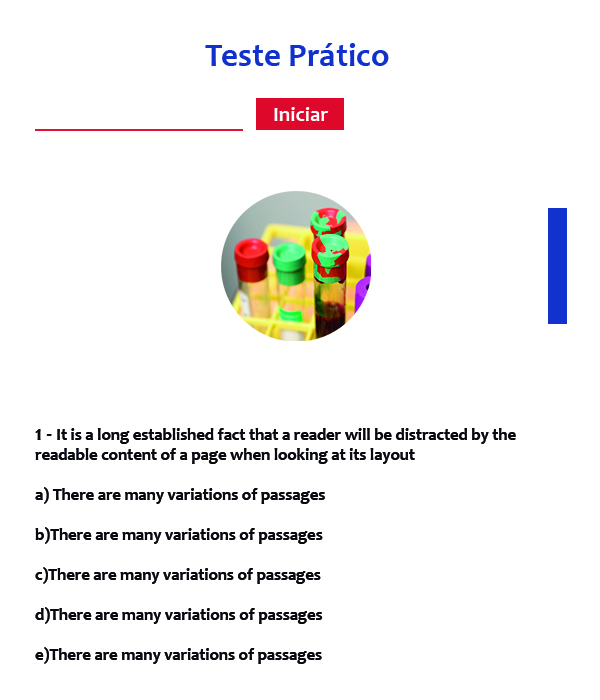 Teste Prático
Iniciar
1 - It is a long established fact that a reader will be distracted by the
readable content of a page when looking at its layout
a) There are many variations of passages
b)There are many variations of passages
c)There are many variations of passages
d)There are many variations of passages
e)There are many variations of passages